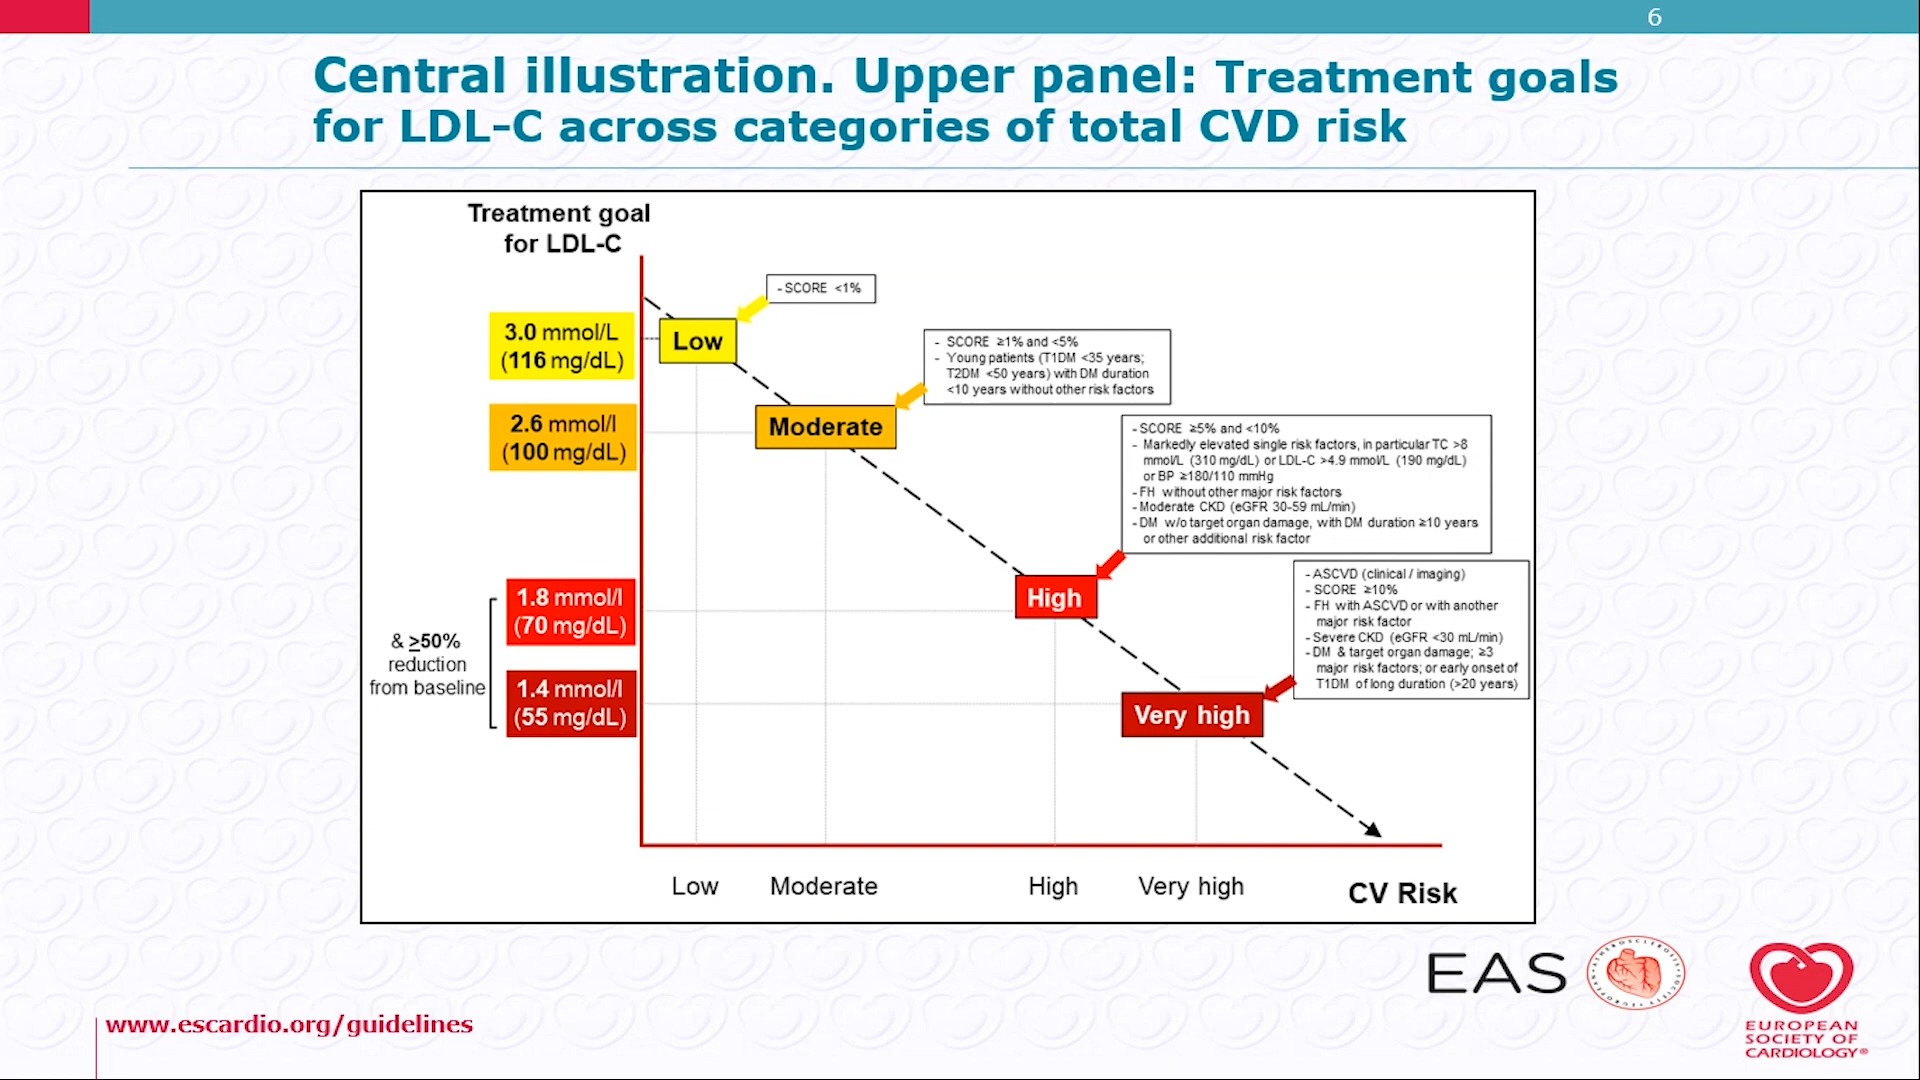 6
Central illustration. Upper panel: Treatment goals
for LDL-C across categories of total CVD risk
Treatment goal
for LDL-C
3.0 mmol/L
(116 mg/dL)
2.6 mmol/l
(100 mg/dL)
1.8 mmol/l
(70 mg/dL)
1.4 mmol/l
(55 mg/dL)
& ≥50%
reduction
from baseline
Low
- SCORE <1%
Moderate
- SCORE ≥1% and <5%
- Young patients (T1DM <35 years;
T2DM <50 years) with DM duration
<10 years without other risk factors
High
- SCORE ≥5% and <10%
- Markedly elevated single risk factors, in particular TC >8
mmol/L (310 mg/dL) or LDL-C >4.9 mmol/L (190 mg/dL)
or BP ≥180/110 mmHg
- FH without other major risk factors
- Moderate CKD (eGFR 30-59 mL/min)
- DM w/o target organ damage, with DM duration ≥10 years
or other additional risk factor
Very high
- ASCVD (clinical / imaging)
- SCORE ≥10%
- FH with ASCVD or with another
major risk factor
- Severe CKD (eGFR <30 mL/min)
- DM & target organ damage; ≥3
major risk factors; or early onset of
T1DM of long duration (>20 years)
Low Moderate High Very high CV Risk
EAS
EUROPEAN ATHEROSCLEROSIS SOCIETY
www.escardio.org/guidelines
EUROPEAN
SOCIETY OF
CARDIOLOGY®